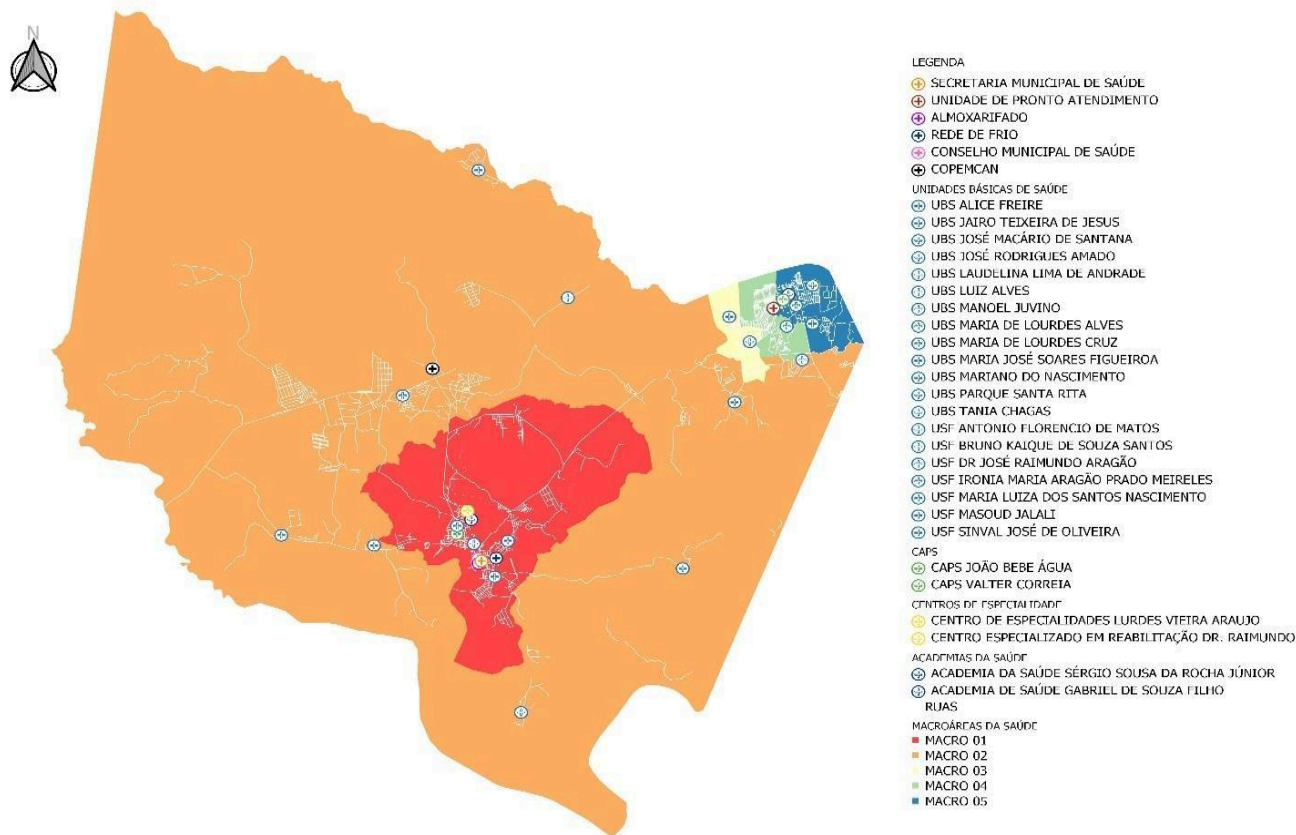 N
LEGENDA
SECRETARIA MUNICIPAL DE SAÚDE
UNIDADE DE PRONTO ATENDIMENTO
ALMOXARIFADO
REDE DE FRIO
CONSELHO MUNICIPAL DE SAÚDE
COPEMCAN
UNIDADES BÁSICAS DE SAÚDE
UBS ALICE FREIRE
UBS JAIRO TEIXEIRA DE JESUS
UBS JOSÉ MACÁRIO DE SANTANA
UBS JOSÉ RODRIGUES AMADO
UBS LAUDELINA LIMA DE ANDRADE
UBS LUIZ ALVES
UBS MANOEL JUVINO
UBS MARIA DE LOURDES ALVES
UBS MARIA DE LOURDES CRUZ
UBS MARIA JOSÉ SOARES FIGUEIROA
UBS MARIANO DO NASCIMENTO
UBS PARQUE SANTA RITA
UBS TANIA CHAGAS
USF ANTONIO FLORENCIO DE MATOS
USF BRUNO KAIQUE DE SOUZA SANTOS
USF DR JOSÉ RAIMUNDO ARAGÃO
USF IRONIA MARIA ARAGÃO PRADO MEIRELES
USF MARIA LUIZA DOS SANTOS NASCIMENTO
USF MASOUD JALALI
USF SINVAL JOSÉ DE OLIVEIRA
CAPS
CAPS JOÃO BEBE ÁGUA
CAPS VALTER CORREIA
CENTROS DE ESPECIALIDADE
CENTRO DE ESPECIALIDADES LURDES VIEIRA ARAUJO
CENTRO ESPECIALIZADO EM REABILITAÇÃO DR. RAIMUNDO
ACADEMIAS DA SAÚDE
ACADEMIA DA SAÚDE SÉRGIO SOUSA DA ROCHA JÚNIOR
ACADEMIA DE SAÚDE GABRIEL DE SOUZA FILHO
RUAS
MACROÁREAS DA SAÚDE
MACRO 01
MACRO 02
MACRO 03
MACRO 04
MACRO 05